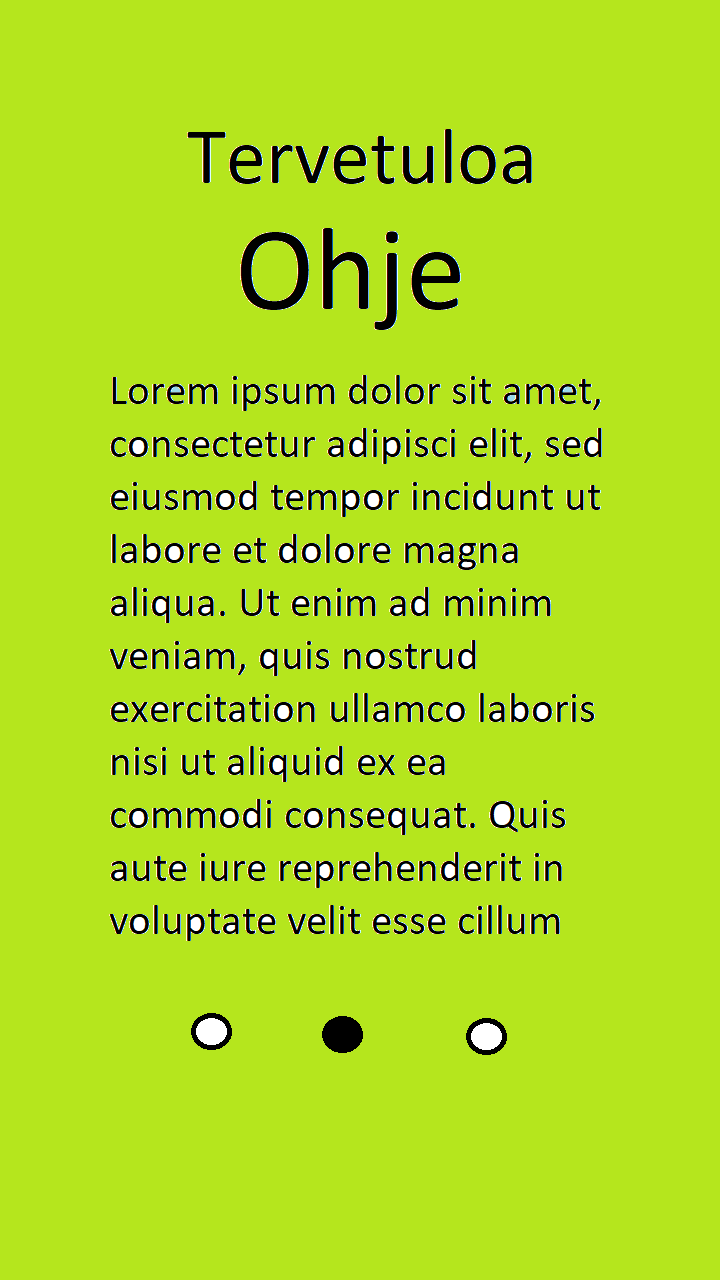 Tervetuloa
Ohje
Lorem ipsum dolor sit amet,
consectetur adipisci elit, sed
eiusmod tempor incidunt ut
labore et dolore magna
aliqua. Ut enim ad minim
veniam, quis nostrud
exercitation ullamco laboris
nisi ut aliquid ex ea
commodi consequat. Quis
aute iure reprehenderit in
voluptate velit esse cillum